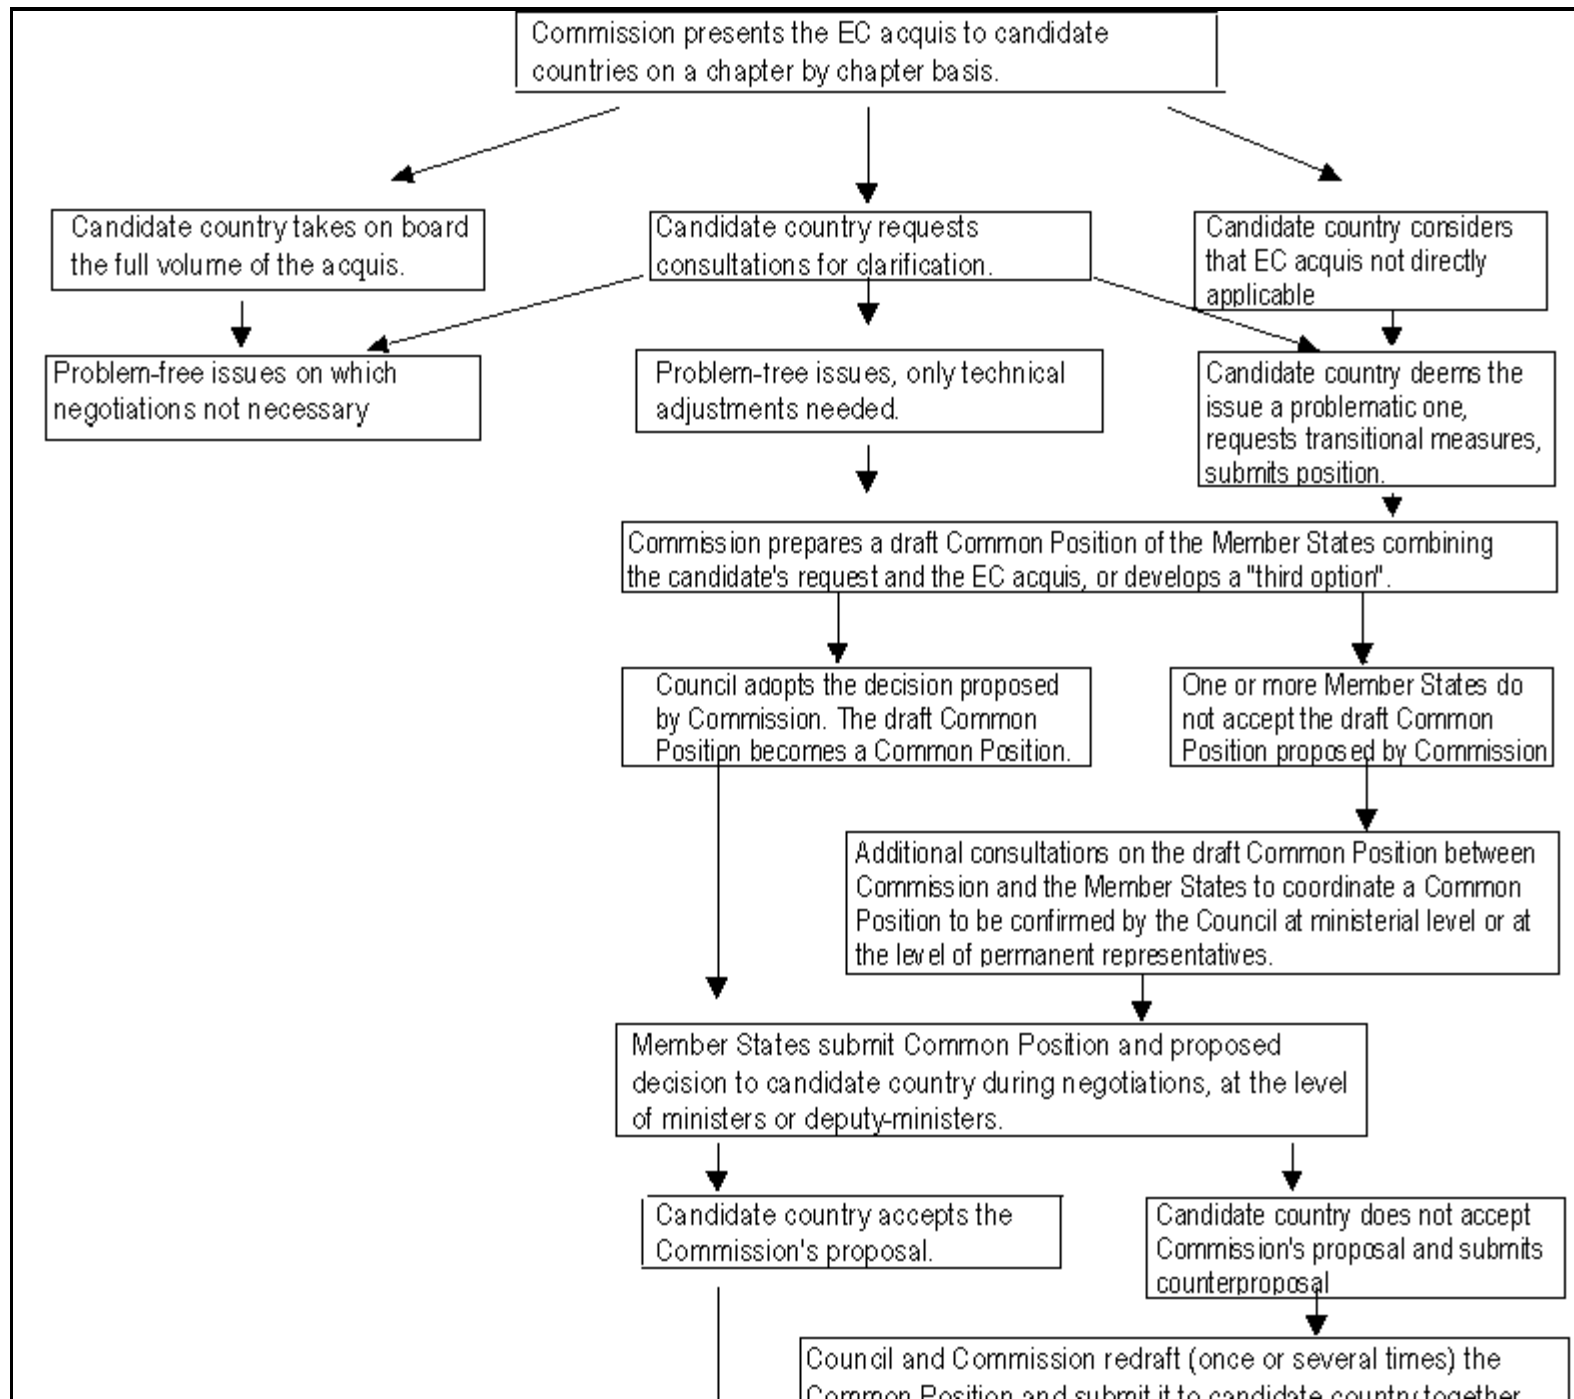 Commission presents the EC acquis to candidate
countries on a chapter by chapter basis.
Candidate country takes on board
the full volume of the acquis.
Candidate country requests
consultations for clarification.
Candidate country considers
that EC acquis not directly
applicable
Problem-free issues on which
negotiations not necessary
Problem-free issues, only technical
adjustments needed.
Candidate country deems the
issue a problematic one,
requests transitional measures,
submits position.
Commission prepares a draft Common Position of the Member States combining
the candidate's request and the EC acquis, or develops a "third option".
Council adopts the decision proposed
by Commission. The draft Common
Position becomes a Common Position.
One or more Member States do
not accept the draft Common
Position proposed by Commission
Additional consultations on the draft Common Position between
Commission and the Member States to coordinate a Common
Position to be confirmed by the Council at ministerial level or at
the level of permanent representatives.
Member States submit Common Position and proposed
decision to candidate country during negotiations, at the level
of ministers or deputy-ministers.
Candidate country accepts the
Commission's proposal.
Candidate country does not accept
Commission's proposal and submits
counterproposal
Council and Commission redraft (once or several times) the
Common Position and submit it to candidate country together